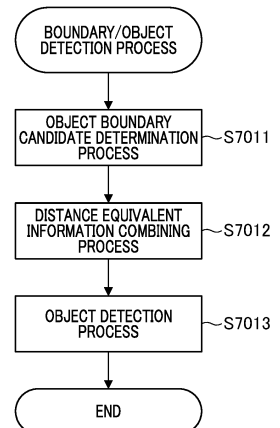 BOUNDARY/OBJECT
DETECTION PROCESS
OBJECT BOUNDARY
CANDIDATE DETERMINATION
PROCESS
S7011
DISTANCE EQUIVALENT
INFORMATION COMBINING
PROCESS
S7012
OBJECT DETECTION
PROCESS
S7013
END